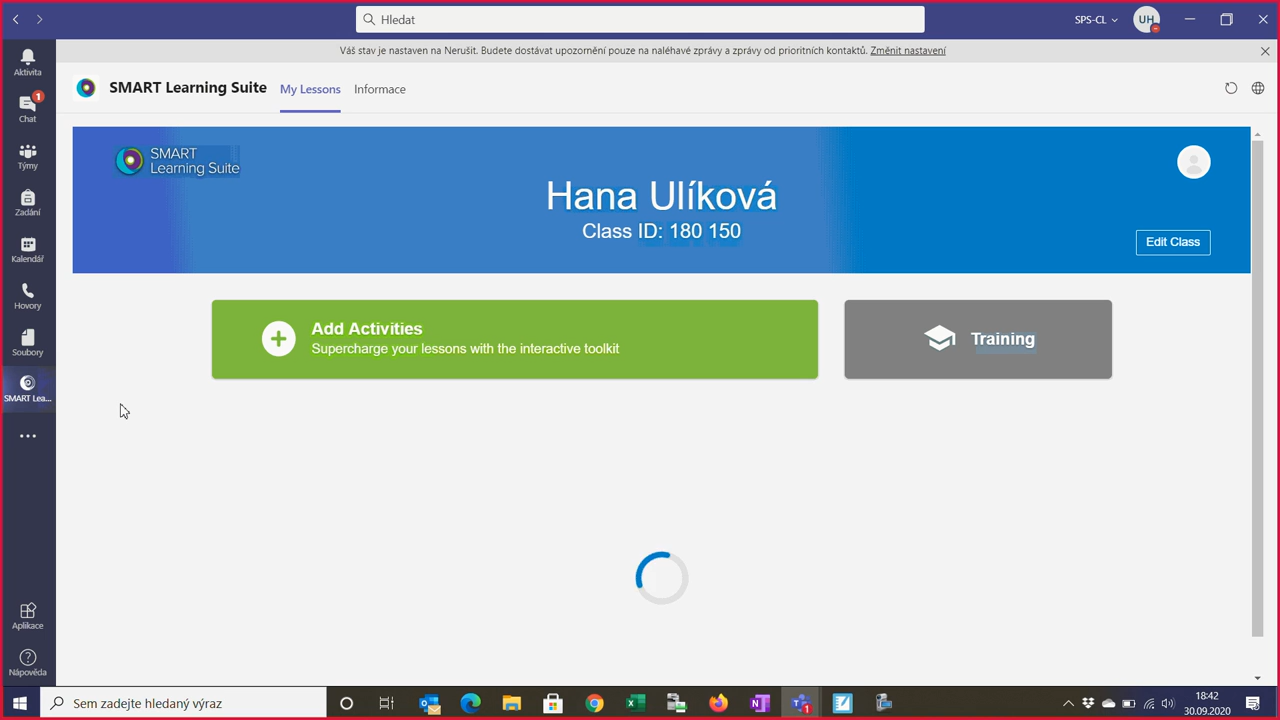 Hledat
SPS-CL
UH
Váš stav je nastaven na Nerušit. Budete dostávat upozornění pouze na naléhavé zprávy a zprávy od prioritních kontaktů. Změnit nastavení
Aktivita
1
Chat
Týmy
Zadání
Kalendář
Hovory
Soubory
SMART Lea...
Aplikace
Nápověda
SMART Learning Suite
My Lessons
Informace
SMART
Learning Suite
Hana Ulíková
Class ID: 180 150
Edit Class
Add Activities
Supercharge your lessons with the interactive toolkit
Training
Sem zadejte hledaný výraz
1
18:42
30.09.2020